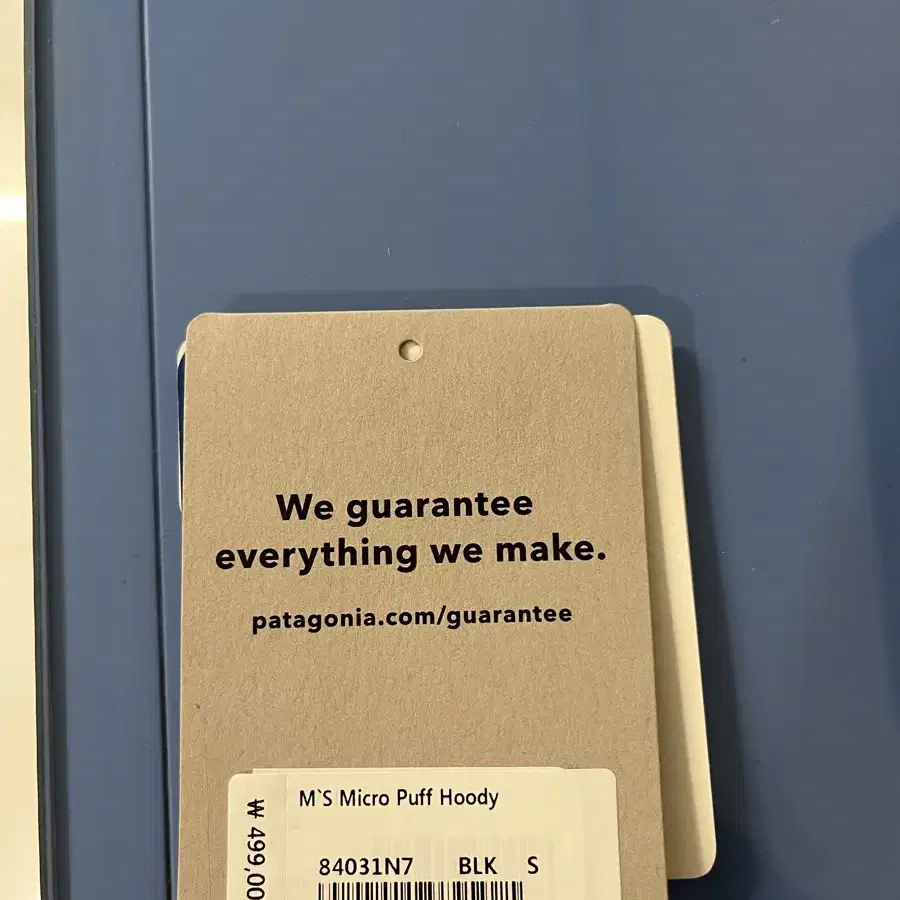 We guarantee
everything we make.
patagonia.com/guarantee
M`S Micro Puff Hoody
84031N7 BLK S
₩ 499,00